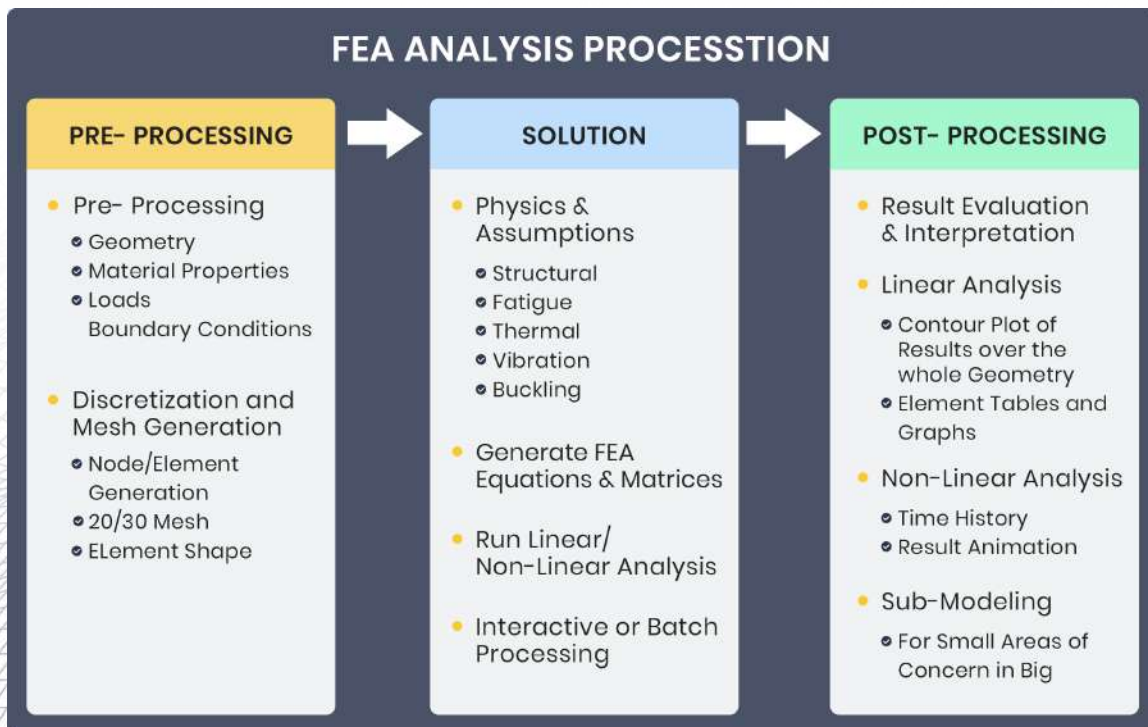 FEA ANALYSIS PROCESSTION
PRE- PROCESSING
Pre- Processing
Geometry
Material Properties
Loads
Boundary Conditions
Discretization and
Mesh Generation
Node/Element
Generation
20/30 Mesh
ELement Shape
SOLUTION
Physics &
Assumptions
Structural
Fatigue
Thermal
Vibration
Buckling
Generate FEA
Equations & Matrices
Run Linear/
Non-Linear Analysis
Interactive or Batch
Processing
POST- PROCESSING
Result Evaluation
& Interpretation
Linear Analysis
Contour Plot of
Results over the
whole Geometry
Element Tables and
Graphs
Non-Linear Analysis
Time History
Result Animation
Sub-Modeling
For Small Areas of
Concern in Big